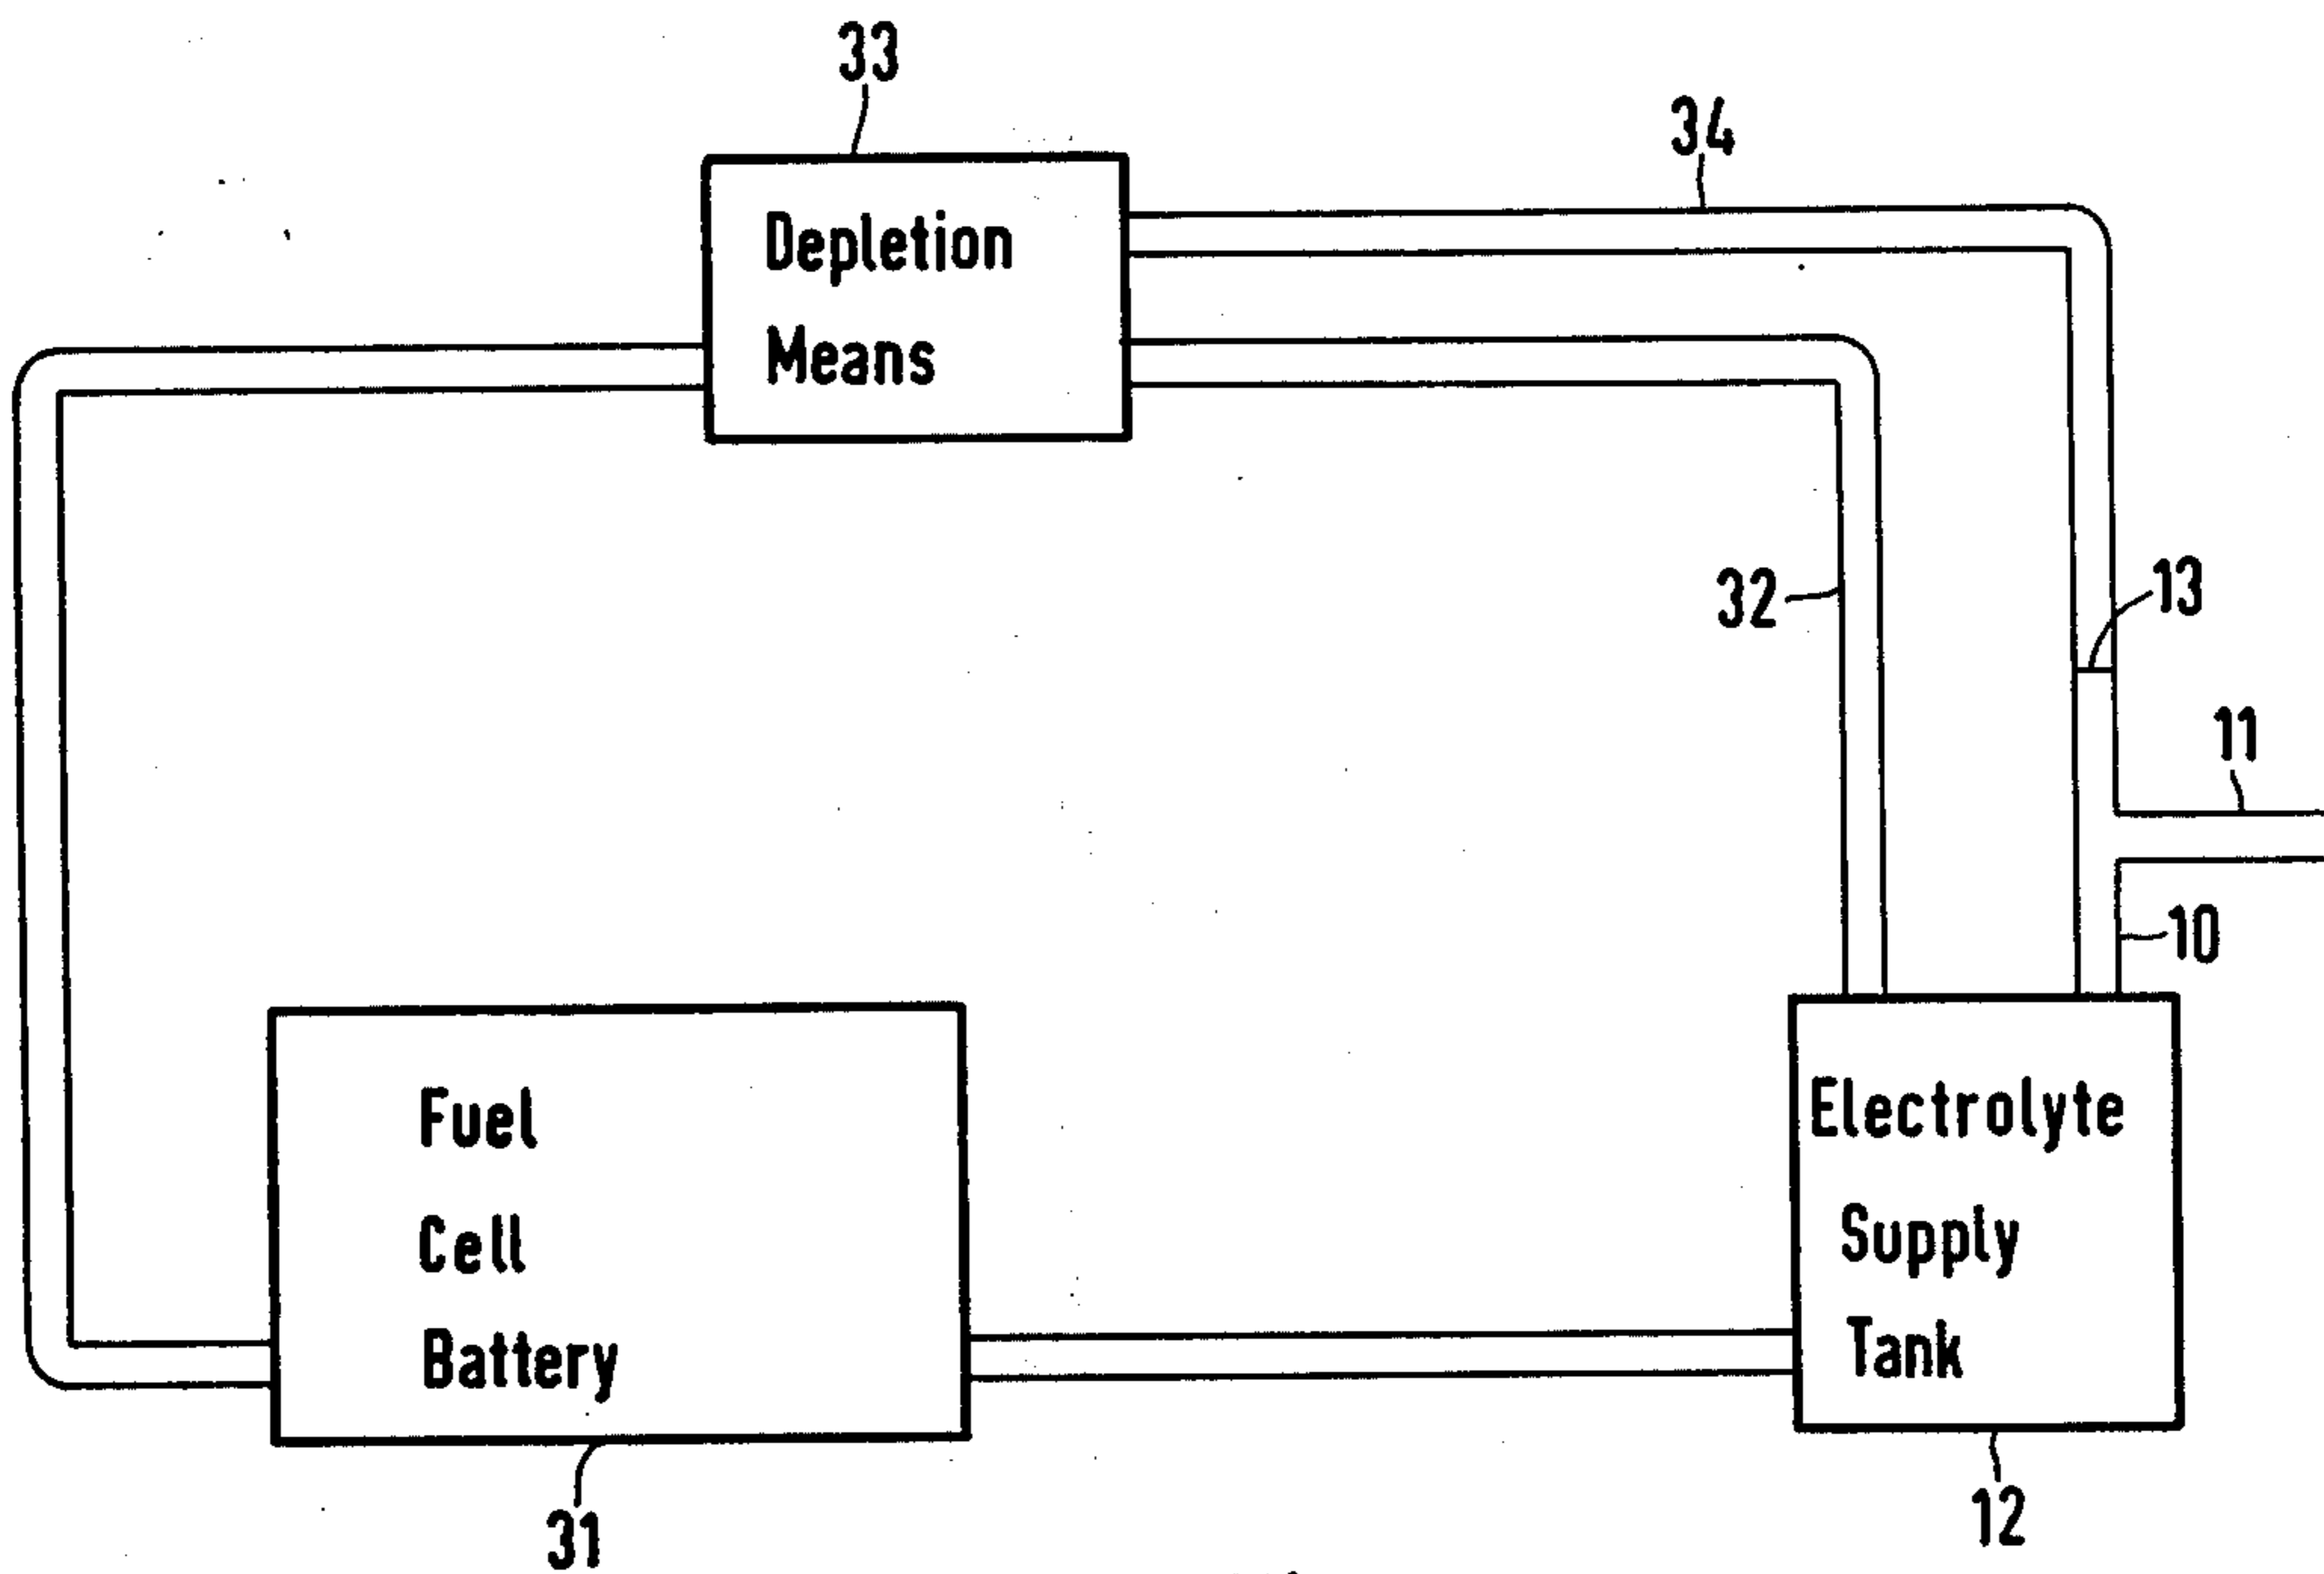 33
34
Depletion
Means
32
13
11
10
Fuel
Cell
Battery
Electrolyte
Supply
Tank
31
12